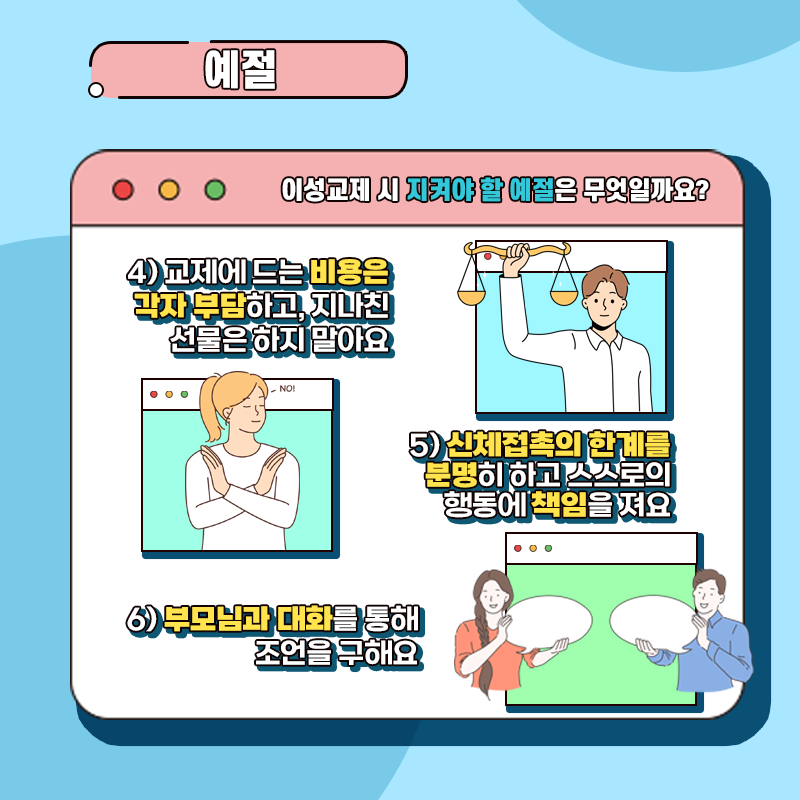 예절
이성교제 시 지켜야 할 예절은 무엇일까요?
4) 교제에 드는 비용은
각자 부담하고, 지나친
선물은 하지 말아요
NO!
5) 신체접촉의 한계를
분명히 하고 스스로의
행동에 책임을 져요
6) 부모님과 대화를 통해
조언을 구해요